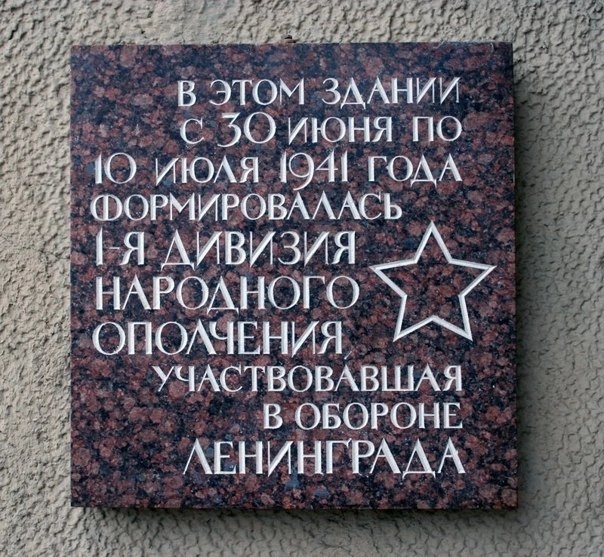 В ЭТОМ ЗДАНИИ
С 30 ИЮНЯ ПО
10 ИЮЛЯ 1941 ГОДА
ФОРМИРОВАЛАСЬ
1-Я ДИВИЗИЯ
НАРОДНОГО
ОПОЛЧЕНИЯ,
УЧАСТВОВАВШАЯ
В ОБОРОНЕ
ЛЕНИНГРАДА